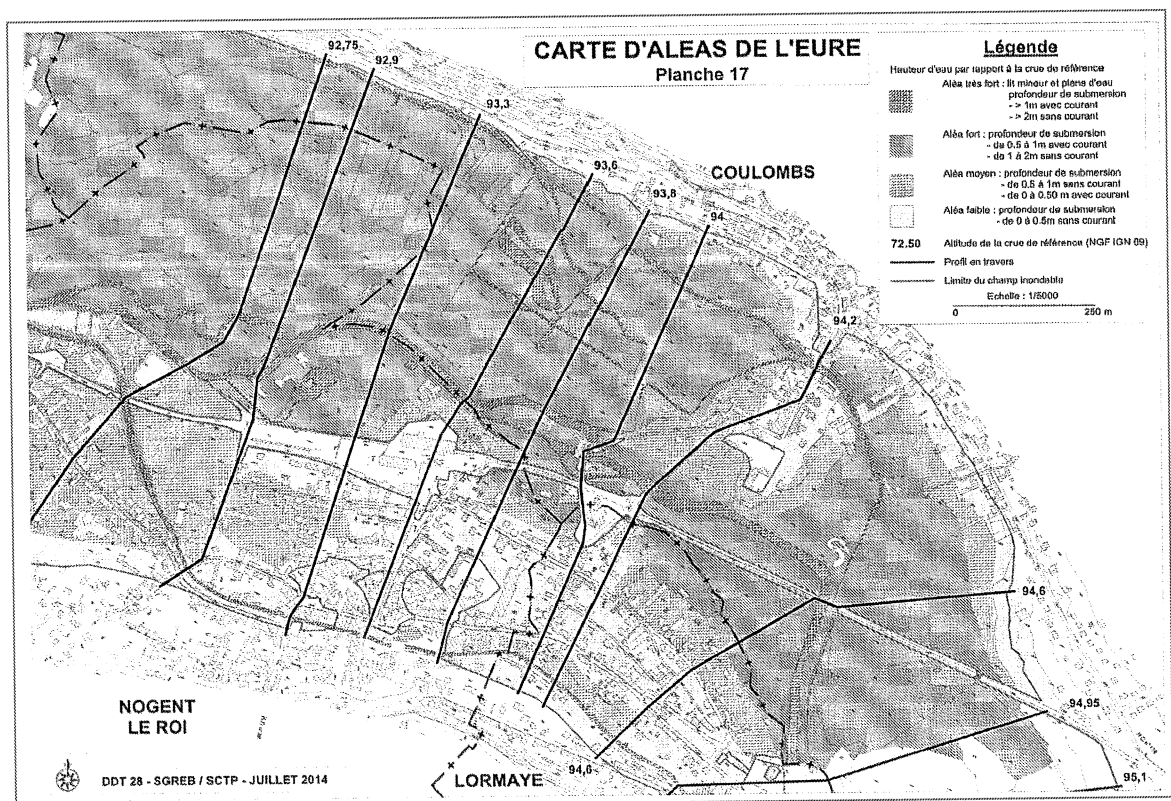 CARTE D'ALEAS DE L'EURE
Planche 17
Légende
Hauteur d'eau par rapport à la crue de référence
Aléa très fort : lit mineur et plans d'eau
profondeur de submersion
- > 1m avec courant
- > 2m sans courant
Aléa fort : profondeur de submersion
- de 0.5 à 1m avec courant
- de 1 à 2m sans courant
Aléa moyen : profondeur de submersion
- de 0.5 à 1m sans courant
- de 0 à 0.50 m avec courant
Aléa faible : profondeur de submersion
- de 0 à 0.5m sans courant
72.50 Altitude de la crue de référence (NGF IGN 69)
Profil en travers
Limite du champ inondable
Echelle : 1/5000
0 250 m
92,75
92,9
93,3
93,6
93,8
94
COULOMBS
94,2
94,6
94,95
95,1
94,6
NOGENT
LE ROI
LORMAYE
DDT 28 - SGREB / SCTP - JUILLET 2014